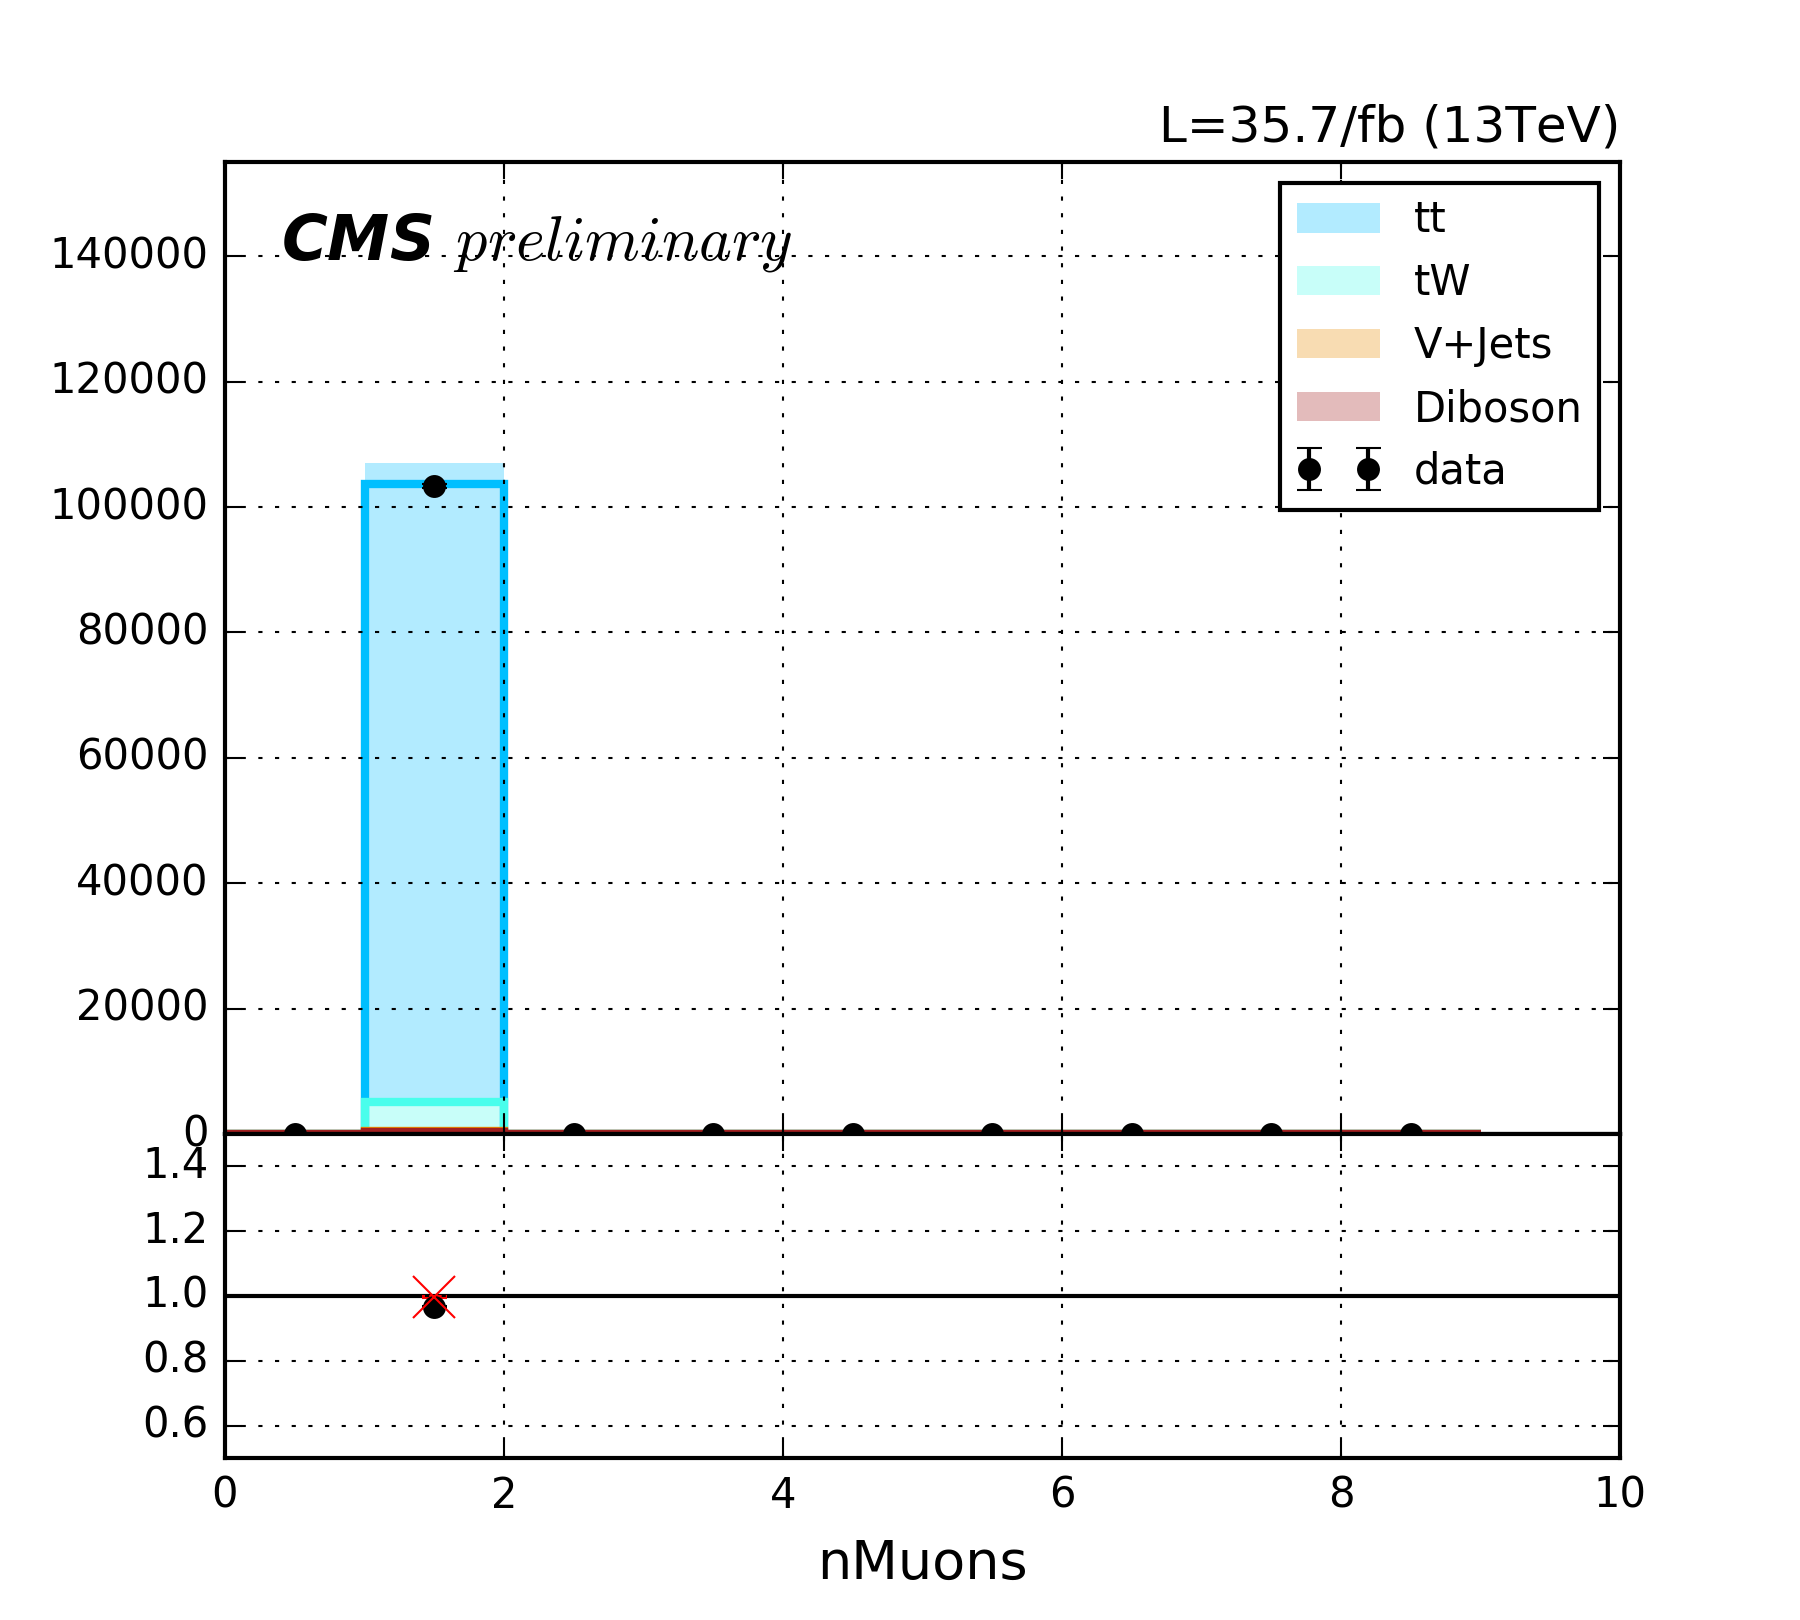 L=35.7/fb (13TeV)
CMS preliminary
tt
tW
V+Jets
Diboson
data
140000
120000
100000
80000
60000
40000
20000
0
1.4
1.2
1.0
0.8
0.6
0 2 4 6 8 10
nMuons